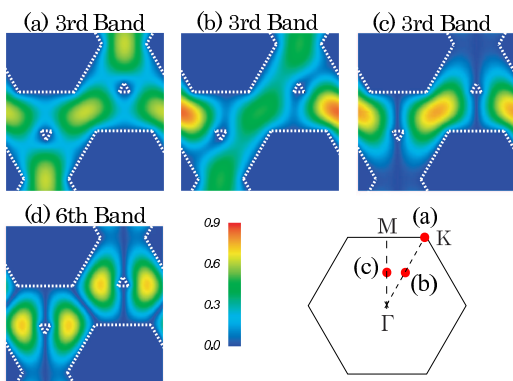 (a) 3rd Band (b) 3rd Band (c) 3rd Band
(d) 6th Band
0.9
0.6
0.3
0.0
(a)
M
K
(c)
(b)
Γ